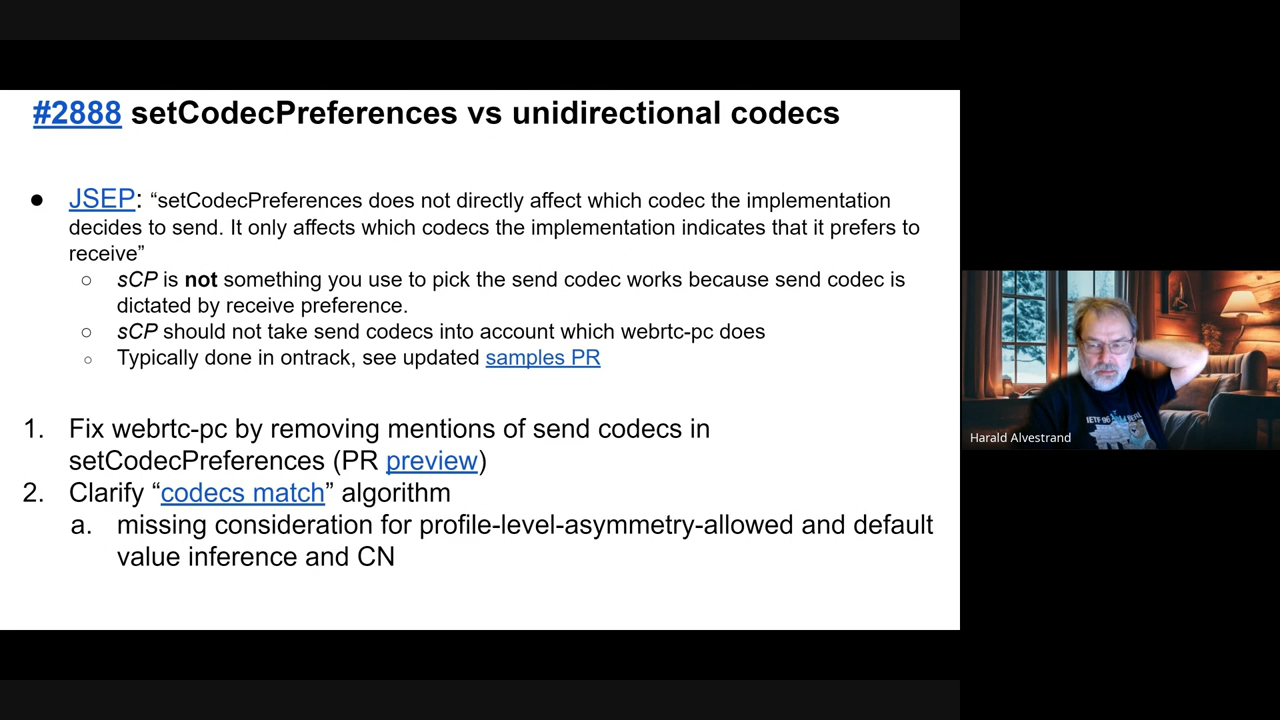 #2888 setCodecPreferences vs unidirectional codecs
● JSEP: “setCodecPreferences does not directly affect which codec the implementation
decides to send. It only affects which codecs the implementation indicates that it prefers to
receive”
○ sCP is not something you use to pick the send codec works because send codec is
dictated by receive preference.
○ sCP should not take send codecs into account which webrtc-pc does
○ Typically done in ontrack, see updated samples PR
1. Fix webrtc-pc by removing mentions of send codecs in
setCodecPreferences (PR preview)
2. Clarify “codecs match” algorithm
a. missing consideration for profile-level-asymmetry-allowed and default
value inference and CN
Harald Alvestrand